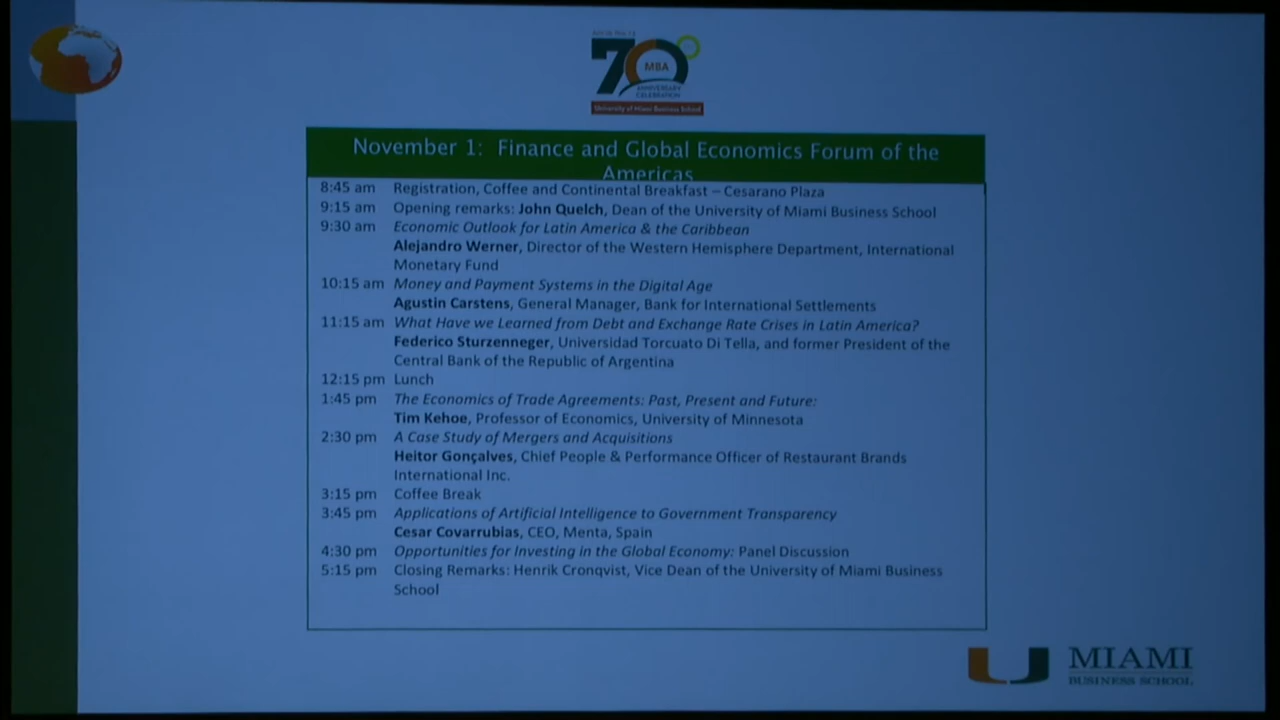 70
MBA
ANNIVERSARY
CELEBRATION
University of Miami Business School
November 1: Finance and Global Economics Forum of the
Americas
8:45 am Registration, Coffee and Continental Breakfast – Cesarano Plaza
9:15 am Opening remarks: John Quelch, Dean of the University of Miami Business School
9:30 am Economic Outlook for Latin America & the Caribbean
Alejandro Werner, Director of the Western Hemisphere Department, International
Monetary Fund
10:15 am Money and Payment Systems in the Digital Age
Agustin Carstens, General Manager, Bank for International Settlements
11:15 am What Have we Learned from Debt and Exchange Rate Crises in Latin America?
Federico Sturzenneger, Universidad Torcuato Di Tella, and former President of the
Central Bank of the Republic of Argentina
12:15 pm Lunch
1:45 pm The Economics of Trade Agreements: Past, Present and Future:
Tim Kehoe, Professor of Economics, University of Minnesota
2:30 pm A Case Study of Mergers and Acquisitions
Heitor Gonçalves, Chief People & Performance Officer of Restaurant Brands
International Inc.
3:15 pm Coffee Break
3:45 pm Applications of Artificial Intelligence to Government Transparency
Cesar Covarrubias, CEO, Menta, Spain
4:30 pm Opportunities for Investing in the Global Economy: Panel Discussion
5:15 pm Closing Remarks: Henrik Cronqvist, Vice Dean of the University of Miami Business
School
MIAMI
BUSINESS SCHOOL